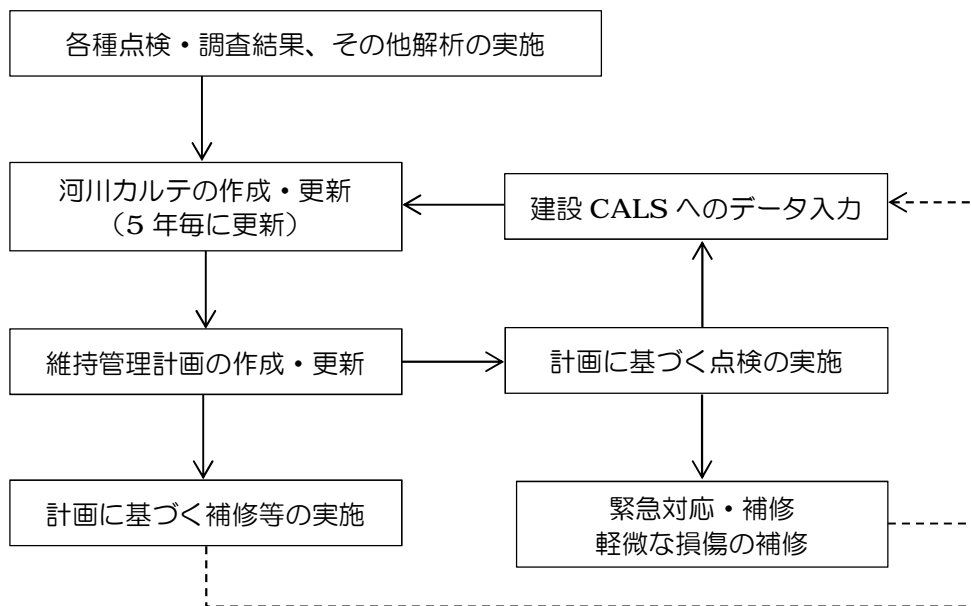 各種点検・調査結果、その他解析の実施
河川カルテの作成・更新
（5 年毎に更新）
建設 CALS へのデータ入力
維持管理計画の作成・更新
計画に基づく点検の実施
計画に基づく補修等の実施
緊急対応・補修
軽微な損傷の補修